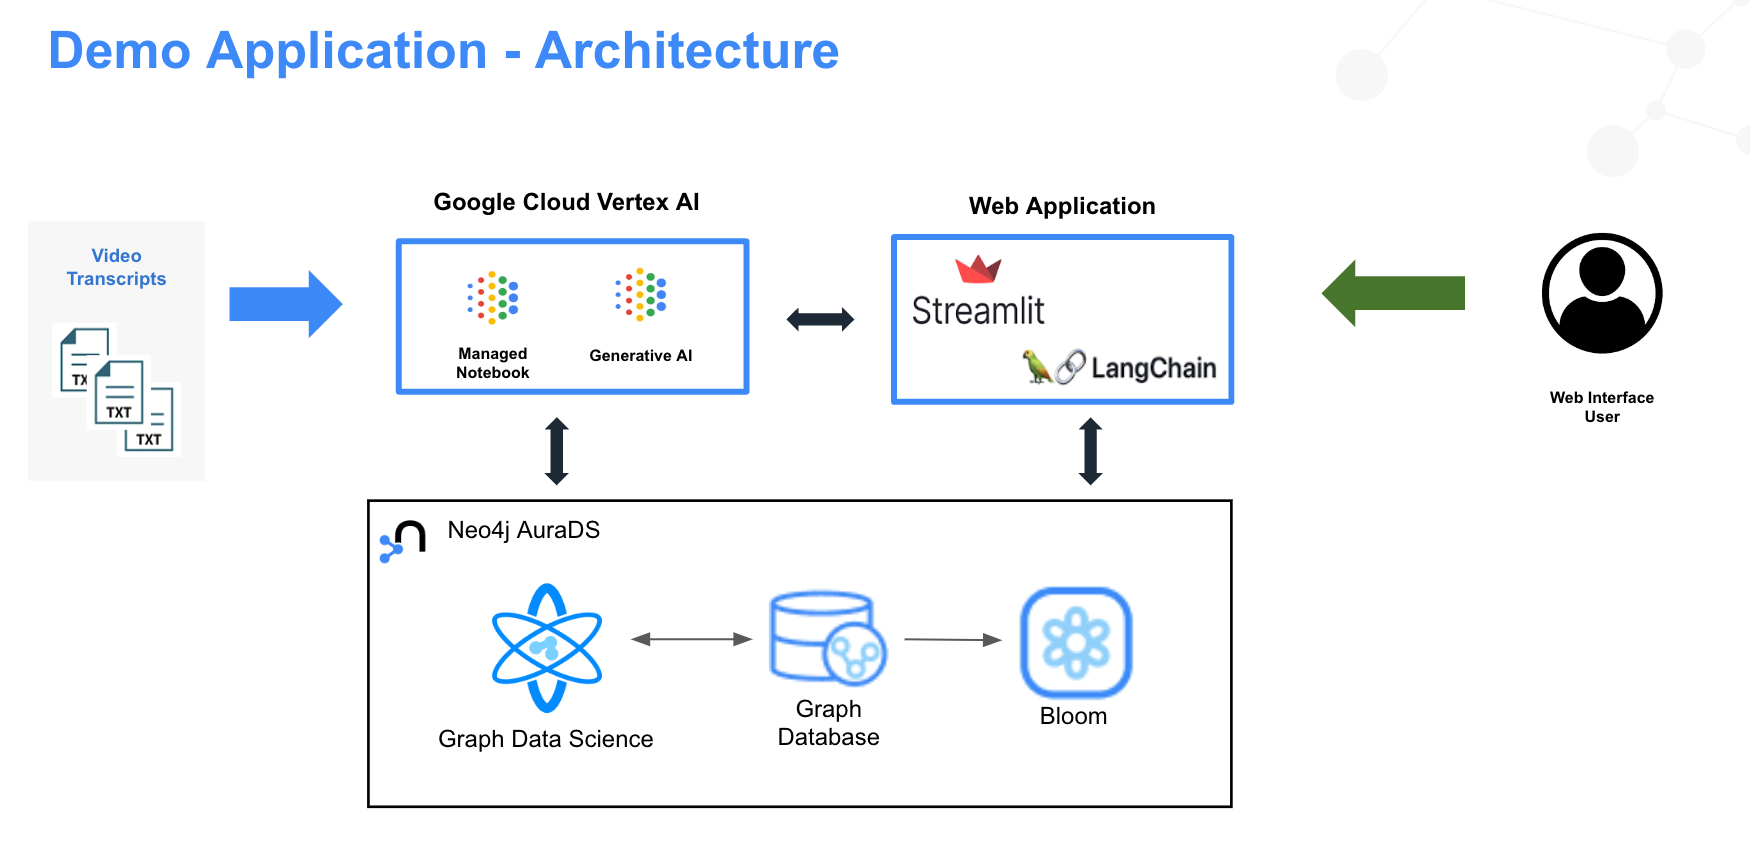 Demo Application - Architecture
Google Cloud Vertex AI
Web Application
Video
Transcripts
TXT
TXT
Managed
Notebook
Generative AI
Streamlit
LangChain
Web Interface
User
Neo4j AuraDS
Graph Data Science
Graph
Database
Bloom